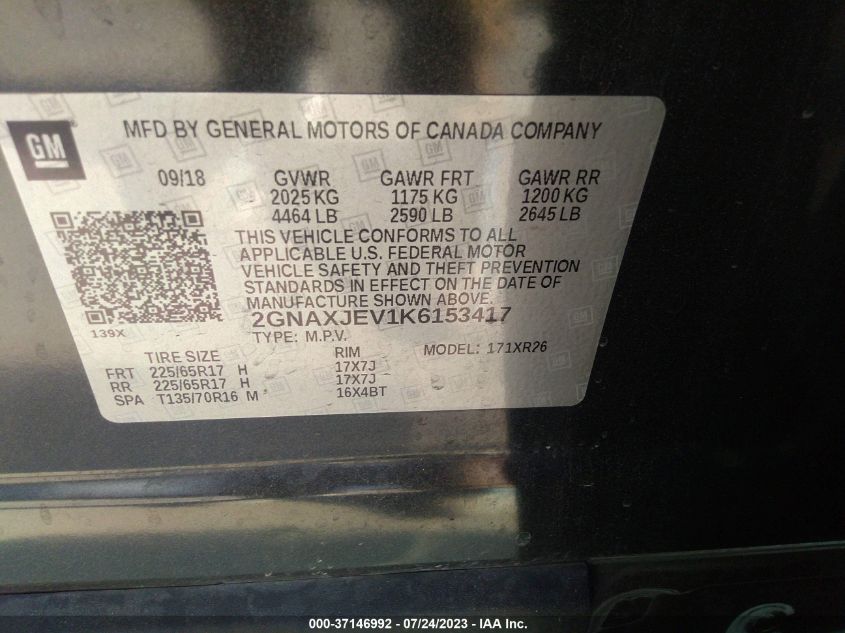 GM
MFD BY GENERAL MOTORS OF CANADA COMPANY
09/18 GVWR GAWR FRT GAWR RR
2025 KG 1175 KG 1200 KG
4464 LB 2590 LB 2645 LB
THIS VEHICLE CONFORMS TO ALL
APPLICABLE U.S. FEDERAL MOTOR
VEHICLE SAFETY AND THEFT PREVENTION
STANDARDS IN EFFECT ON THE DATE OF
MANUFACTURE SHOWN ABOVE.
139X 2GNAXJEV1K6153417
TYPE: M.P.V. MODEL: 171XR26
TIRE SIZE RIM
FRT 225/65R17 H 17X7J
RR 225/65R17 H 17X7J
SPA T135/70R16 M 16X4BT
000-37146992 - 07/24/2023 - IAA Inc.